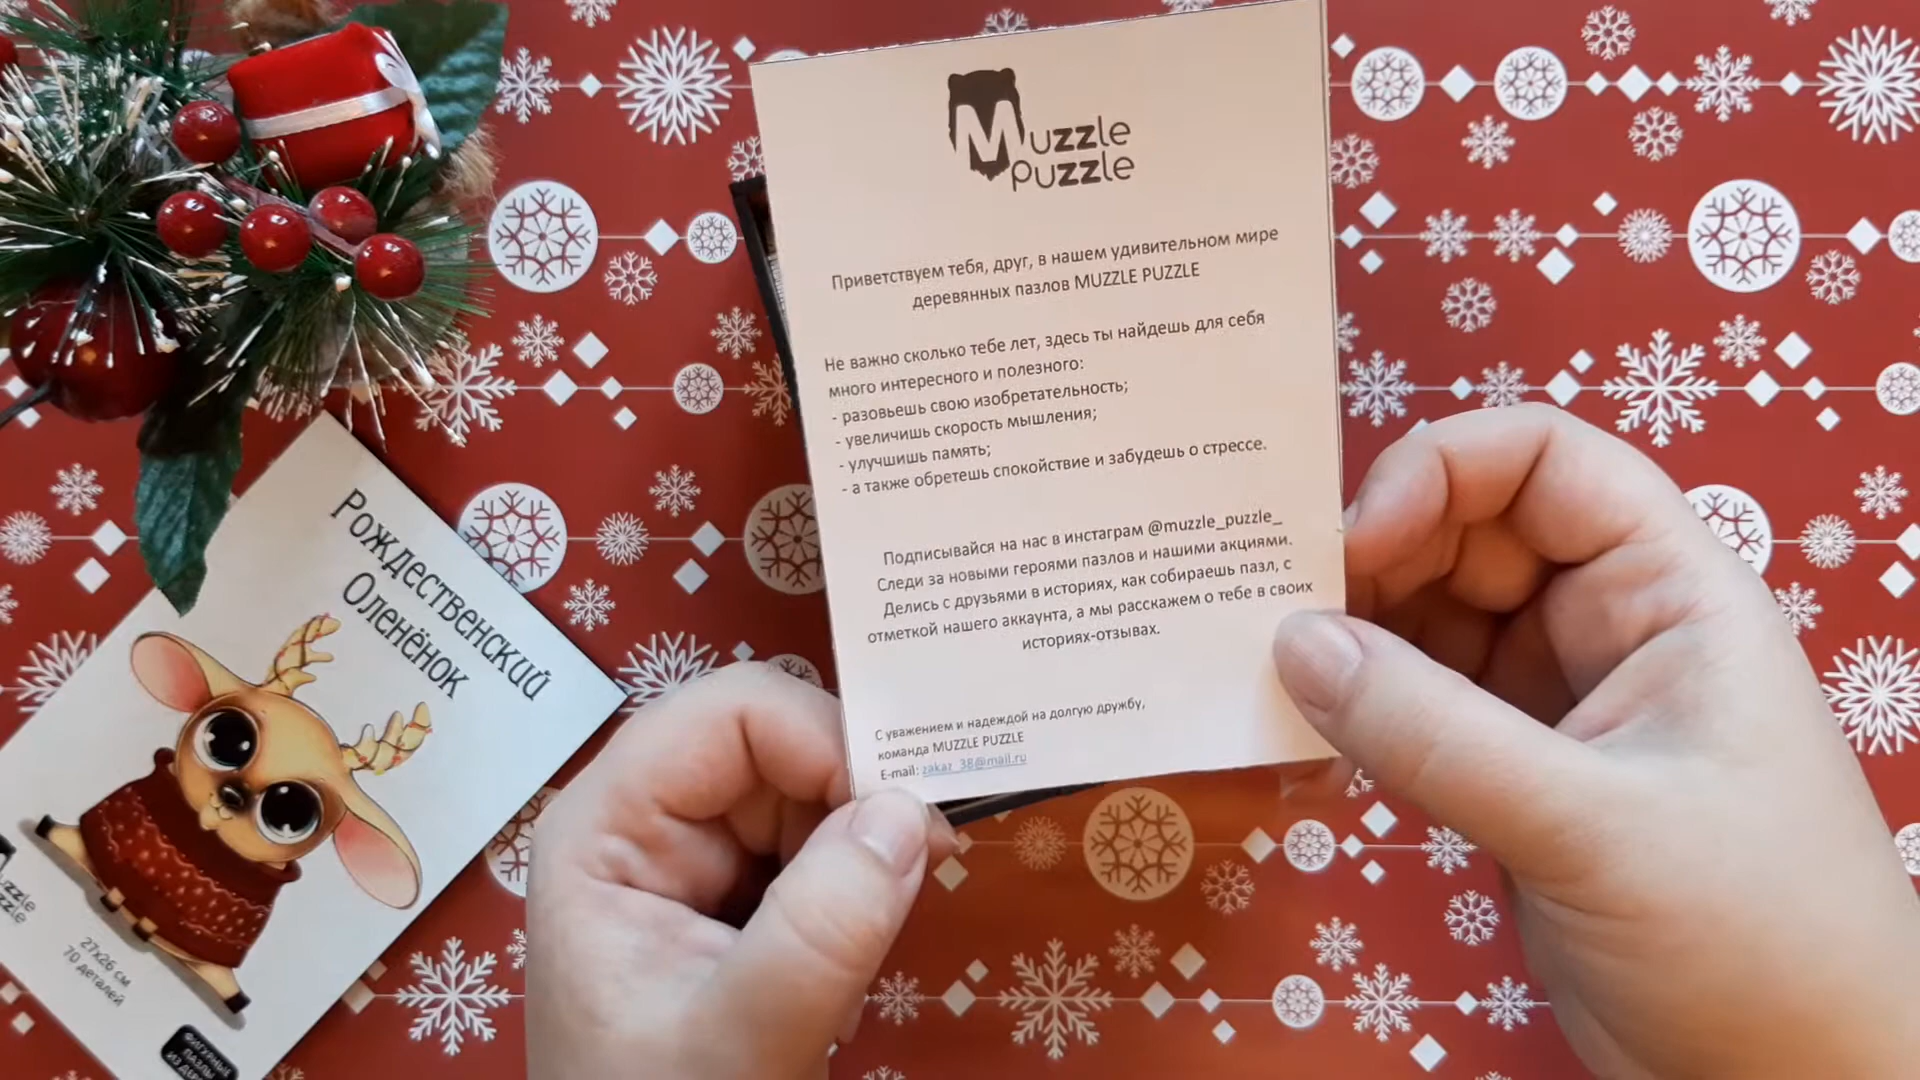 Muzzle
Puzzle
Приветствуем тебя, друг, в нашем удивительном мире
деревянных пазлов MUZZLE PUZZLE
Не важно сколько тебе лет, здесь ты найдешь для себя
много интересного и полезного:
- разовьешь свою изобретательность;
- увеличишь скорость мышления;
- улучшишь память;
- а также обретешь спокойствие и забудешь о стрессе.
Подписывайся на нас в инстаграм @muzzle_puzzle_
Следи за новыми героями пазлов и нашими акциями.
Делись с друзьями в историях, как собираешь пазл, с
отметкой нашего аккаунта, а мы расскажем о тебе в своих
историях-отзывах.
С уважением и надеждой на долгую дружбу,
команда MUZZLE PUZZLE
E-mail: zakaz_38@mail.ru
Рождественский
Оленёнок
27x26 см
70 деталей
ФИГУРНЫЕ
ПАЗЛЫ